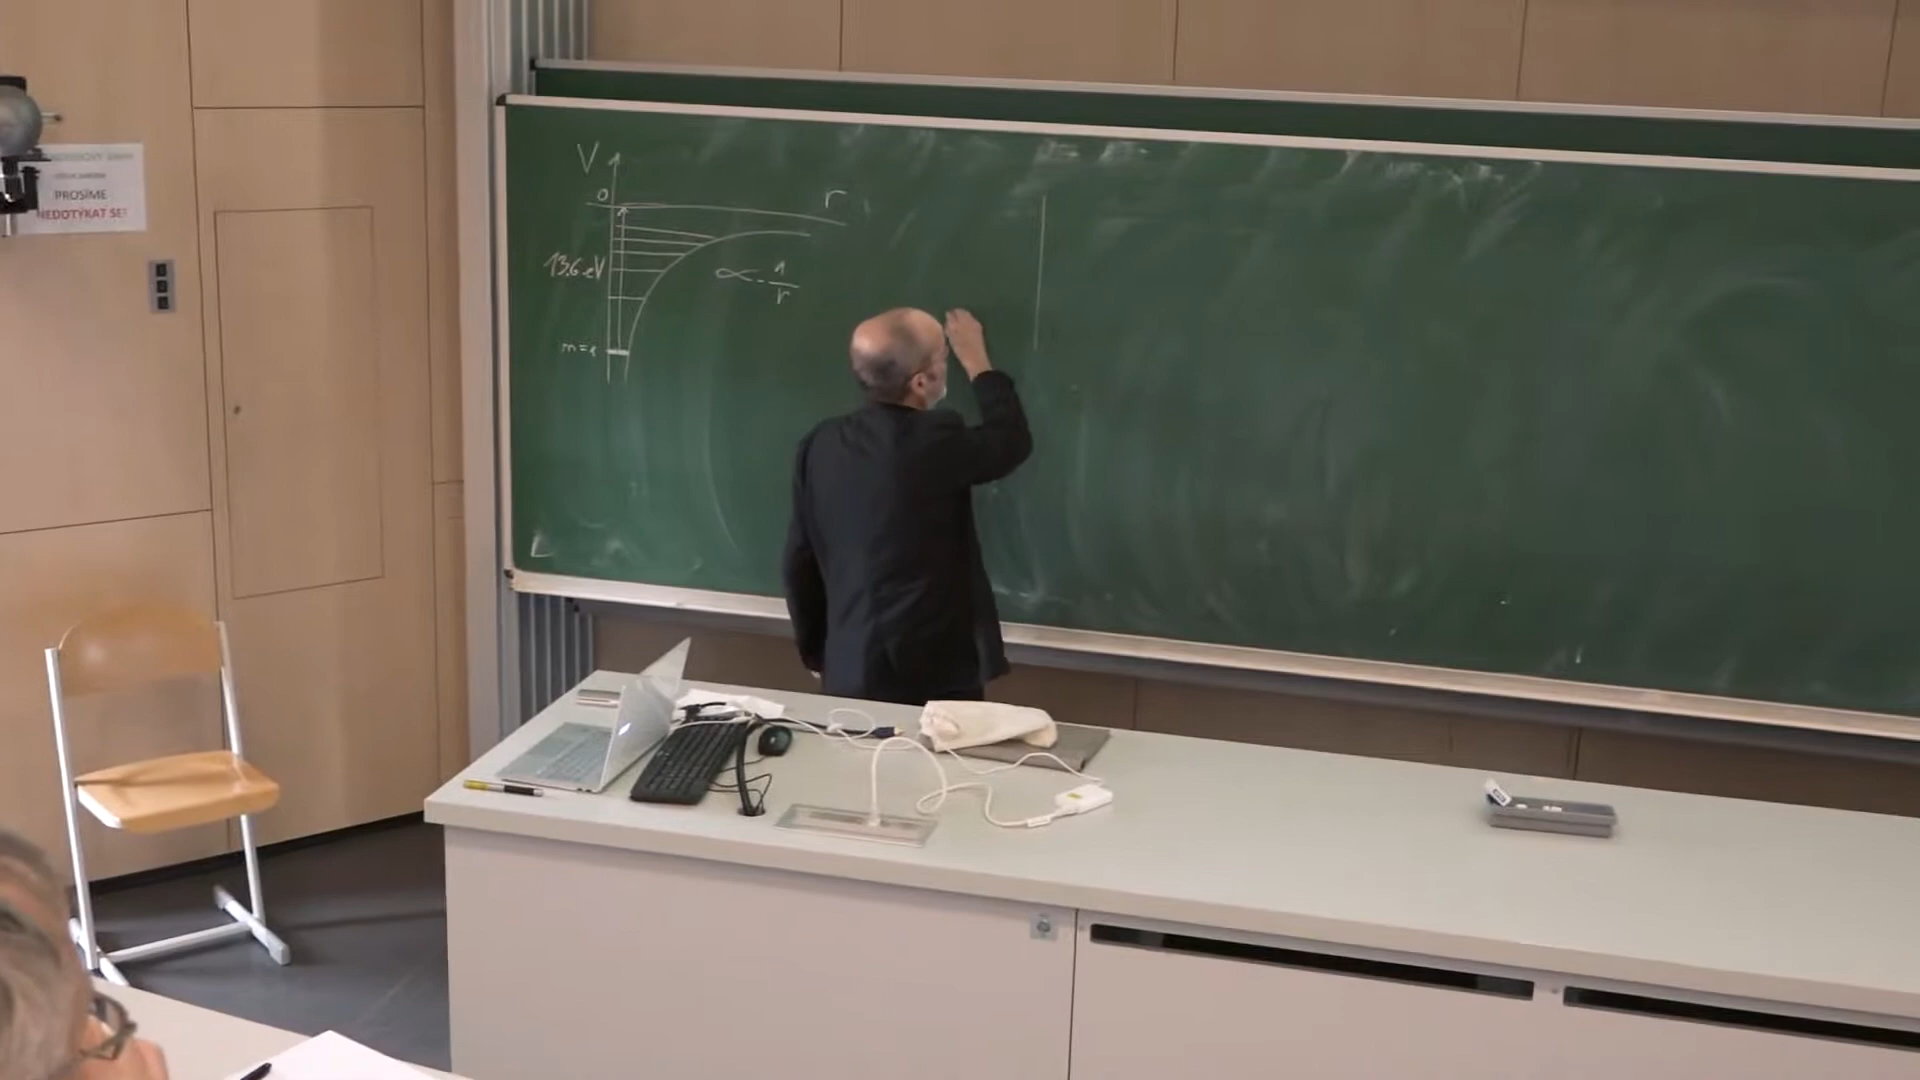 PROSÍME
NEDOTÝKAT SE!
V
0
r
13.6 eV
∝ - 1/r
n=1